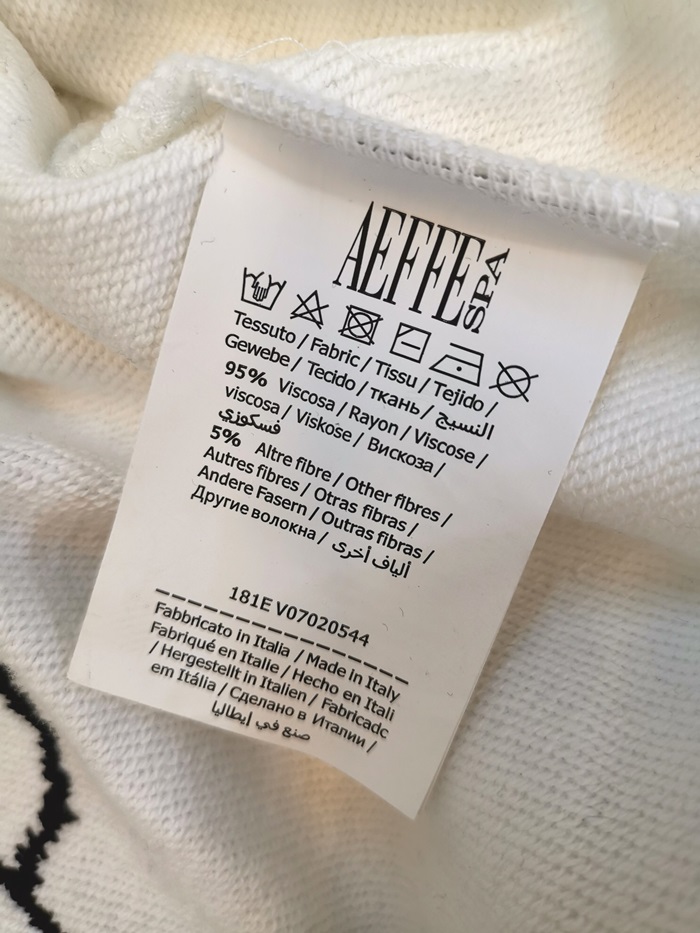 AEFFE SPA
Tessuto / Fabric / Tissu / Tejido /
Gewebe / Tecido / ткань / النسيج
95% Viscosa / Rayon / Viscose /
viscosa / Viskose / Вискоза /
فسكوزي
5% Altre fibre / Other fibres /
Autres fibres / Otras fibras /
Andere Fasern / Outras fibras /
Другие волокна / ألياف أخرى
181E V07020544
Fabbricato in Italia / Made in Italy
Fabriqué en Italie / Hecho en Itali
/ Hergestellt in Italien / Fabricadc
em Itália / Сделано в Италии /
صنع في إيطاليا